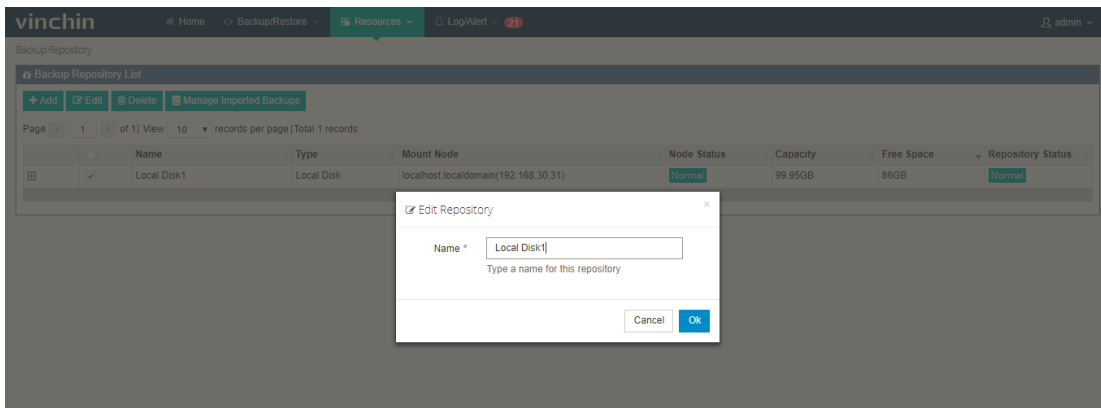 vinchin Home Backup/Restore Resources Log/Alert 21 admin
Backup Repository
Backup Repository List
Add Edit Delete Manage Imported Backups
Page < 1 > of 1| View 10 records per page|Total 1 records
Name Type Mount Node Node Status Capacity Free Space Repository Status
Local Disk1 Local Disk localhost.localdomain(192.168.30.31) Normal 99.95GB 86GB Normal
Edit Repository ×
Name * Local Disk1
Type a name for this repository
Cancel Ok